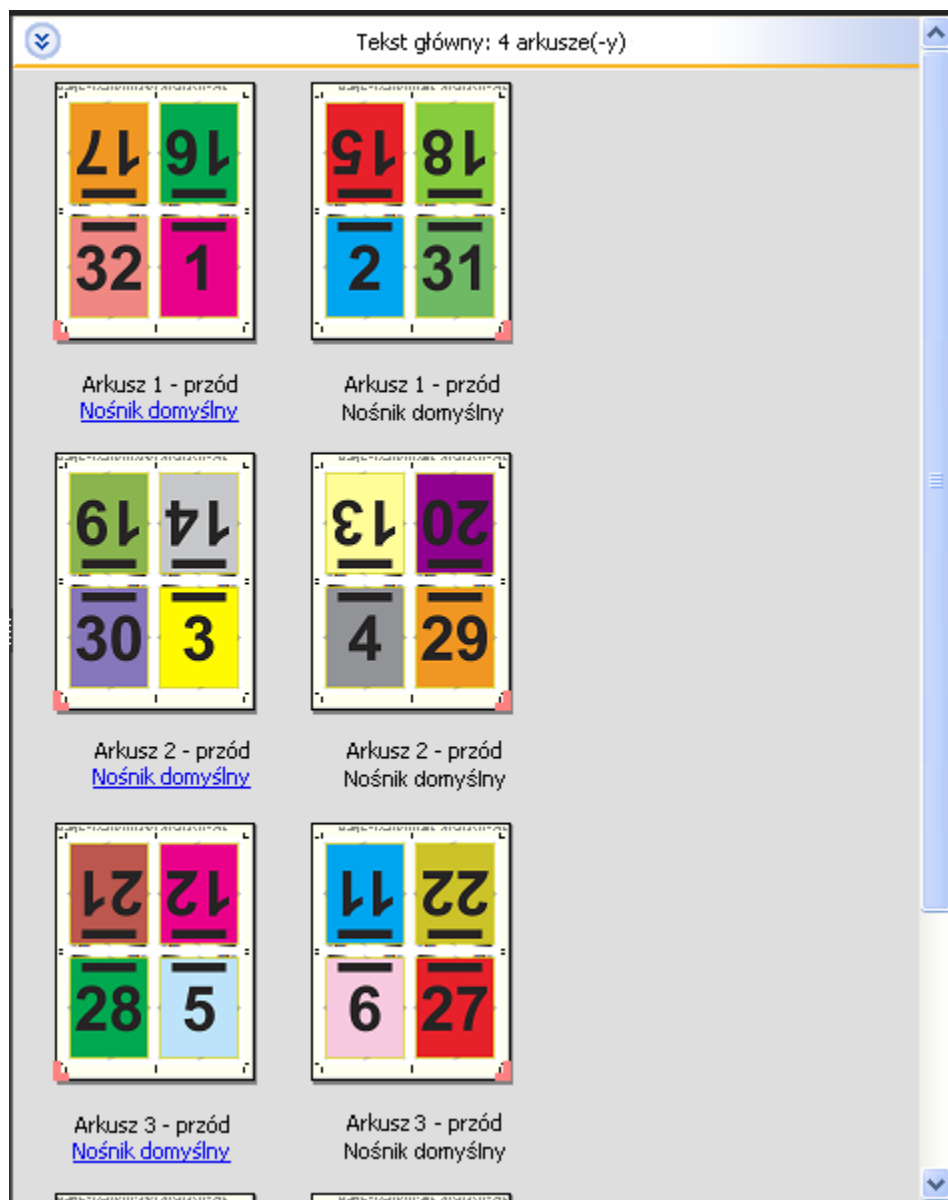 Tekst główny: 4 arkusze(-y)
17 16 15 18
32 1 2 31
Arkusz 1 - przód Arkusz 1 - przód
Nośnik domyślny Nośnik domyślny
19 14 13 20
30 3 4 29
Arkusz 2 - przód Arkusz 2 - przód
Nośnik domyślny Nośnik domyślny
21 12 11 22
28 5 6 27
Arkusz 3 - przód Arkusz 3 - przód
Nośnik domyślny Nośnik domyślny